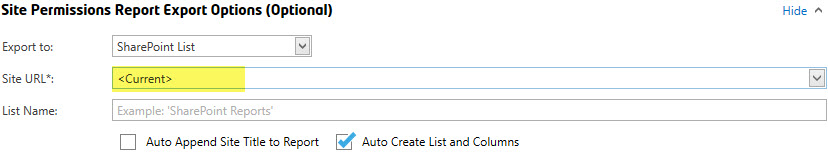 Site Permissions Report Export Options (Optional) Hide
Export to: SharePoint List
Site URL*: <Current>
List Name: Example: 'SharePoint Reports'
Auto Append Site Title to Report Auto Create List and Columns